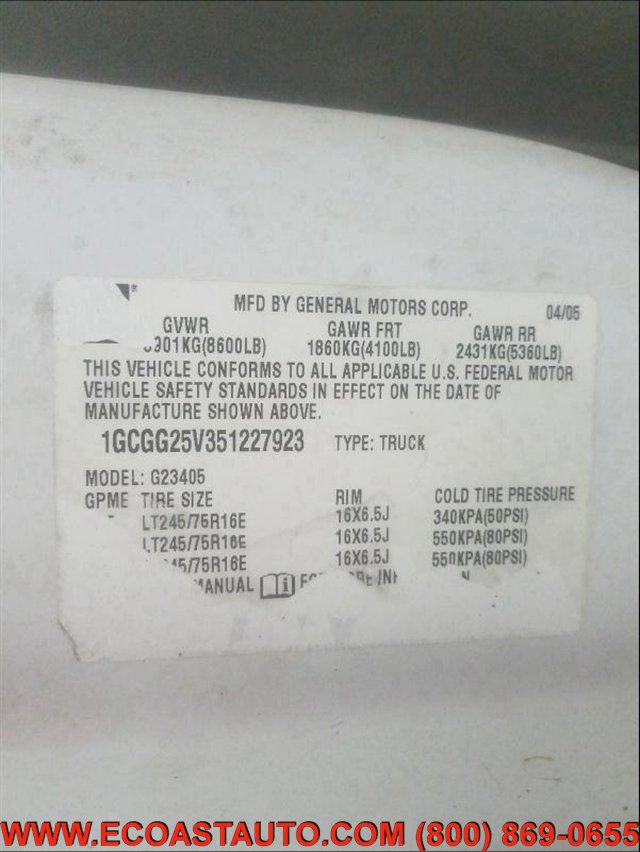 MFD BY GENERAL MOTORS CORP. 04/05
GVWR GAWR FRT GAWR RR
901KG(8600LB) 1860KG(4100LB) 2431KG(5360LB)
THIS VEHICLE CONFORMS TO ALL APPLICABLE U.S. FEDERAL MOTOR
VEHICLE SAFETY STANDARDS IN EFFECT ON THE DATE OF
MANUFACTURE SHOWN ABOVE.
1GCGG25V351227923 TYPE: TRUCK
MODEL: G23405
GPME TIRE SIZE RIM COLD TIRE PRESSURE
LT245/75R16E 16X6.5J 340KPA(50PSI)
LT245/75R16E 16X6.5J 550KPA(80PSI)
45/75R16E 16X6.5J 550KPA(80PSI)
MANUAL
WWW.ECOASTAUTO.COM (800) 869-0655